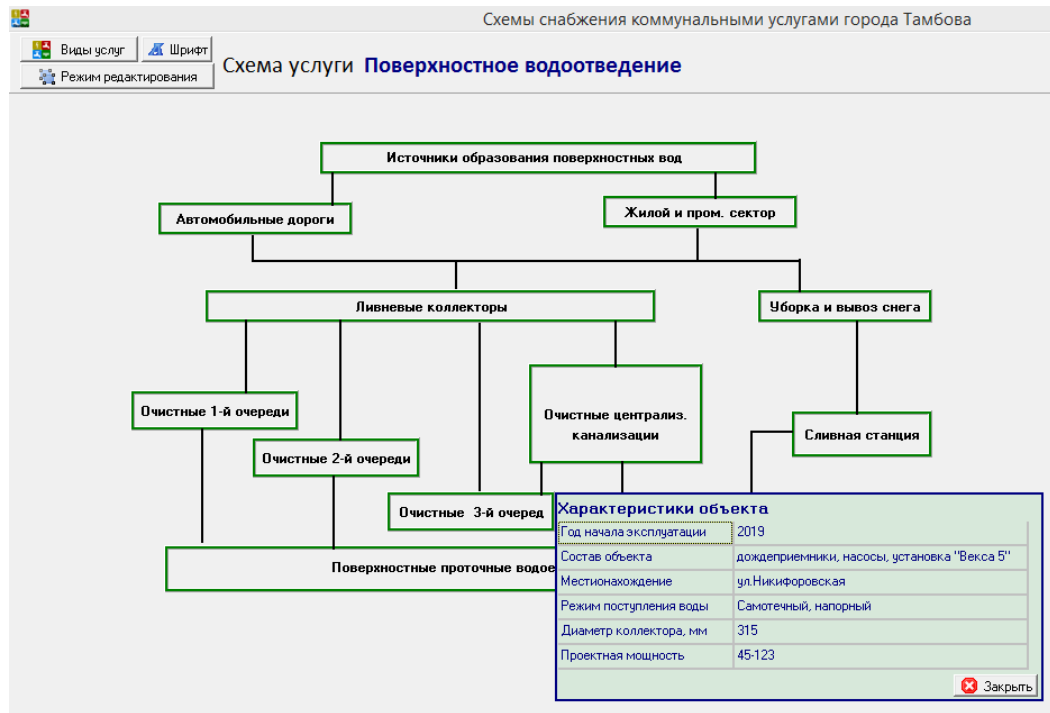 Схемы снабжения коммунальными услугами города Тамбова
Виды услуг
Шрифт
Режим редактирования
Схема услуги Поверхностное водоотведение
Источники образования поверхностных вод
Автомобильные дороги
Жилой и пром. сектор
Ливневые коллекторы
Уборка и вывоз снега
Очистные 1-й очереди
Очистные централиз.
канализации
Сливная станция
Очистные 2-й очереди
Очистные 3-й очеред
Поверхностные проточные водое
Характеристики объекта
Год начала эксплуатации 2019
Состав объекта дождеприемники, насосы, установка "Векса 5"
Местионахождение ул.Никифоровская
Режим поступления воды Самотечный, напорный
Диаметр коллектора, мм 315
Проектная мощность 45-123
Закрыть